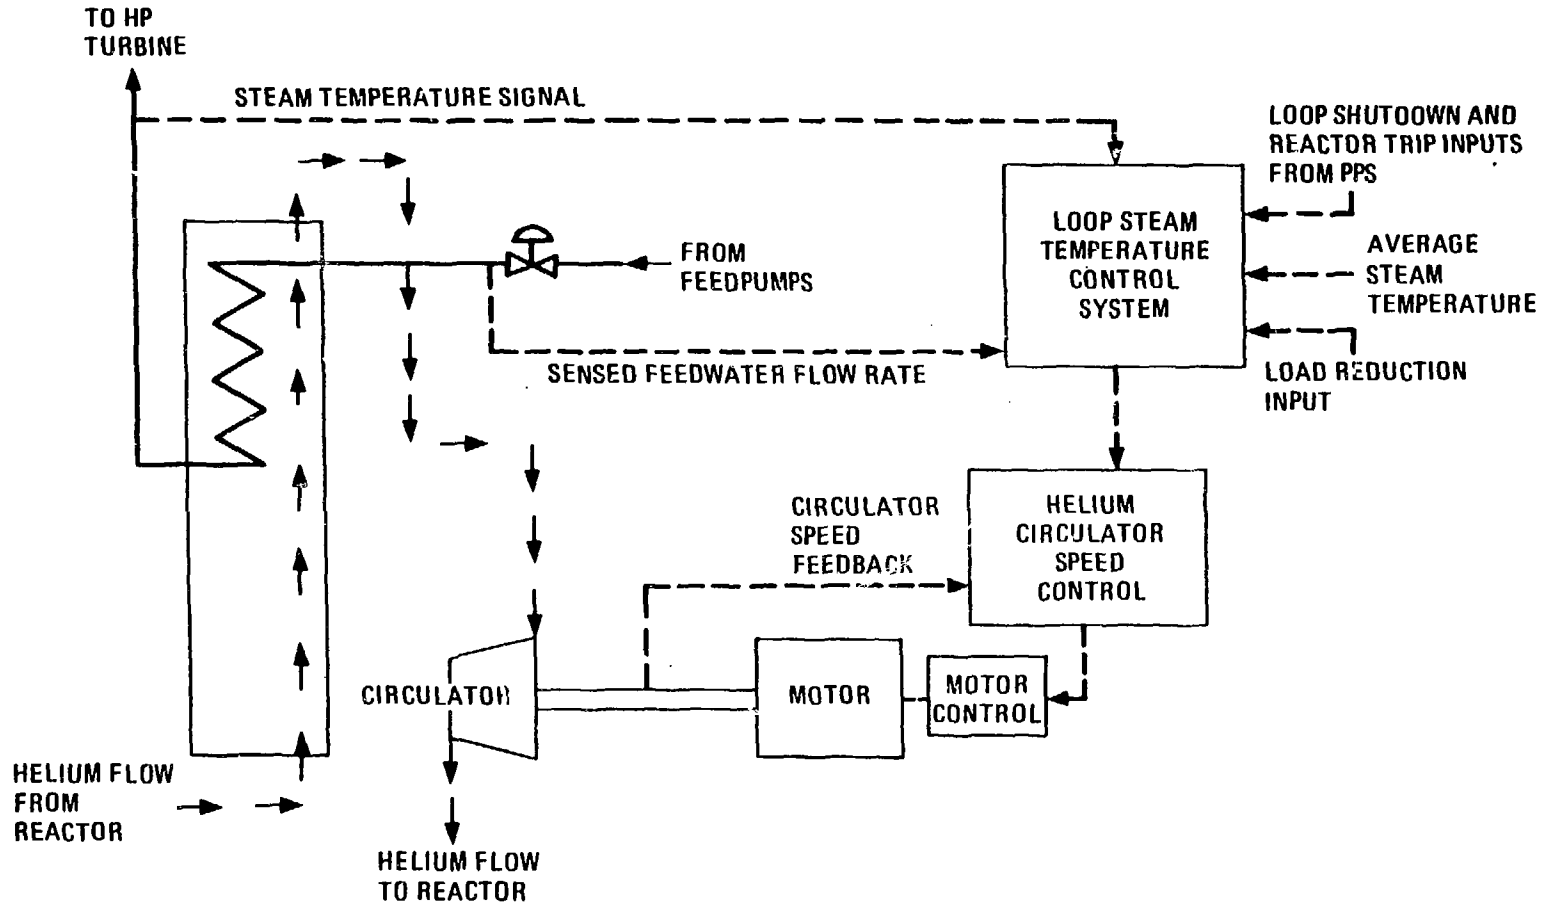 TO HP
TURBINE
STEAM TEMPERATURE SIGNAL
LOOP SHUTDOWN AND
REACTOR TRIP INPUTS
FROM PPS
LOOP STEAM
TEMPERATURE
CONTROL
SYSTEM
AVERAGE
STEAM
TEMPERATURE
FROM
FEEDPUMPS
SENSED FEEDWATER FLOW RATE
LOAD REDUCTION
INPUT
CIRCULATOR
SPEED
FEEDBACK
HELIUM
CIRCULATOR
SPEED
CONTROL
CIRCULATOR
MOTOR
MOTOR
CONTROL
HELIUM FLOW
FROM
REACTOR
HELIUM FLOW
TO REACTOR